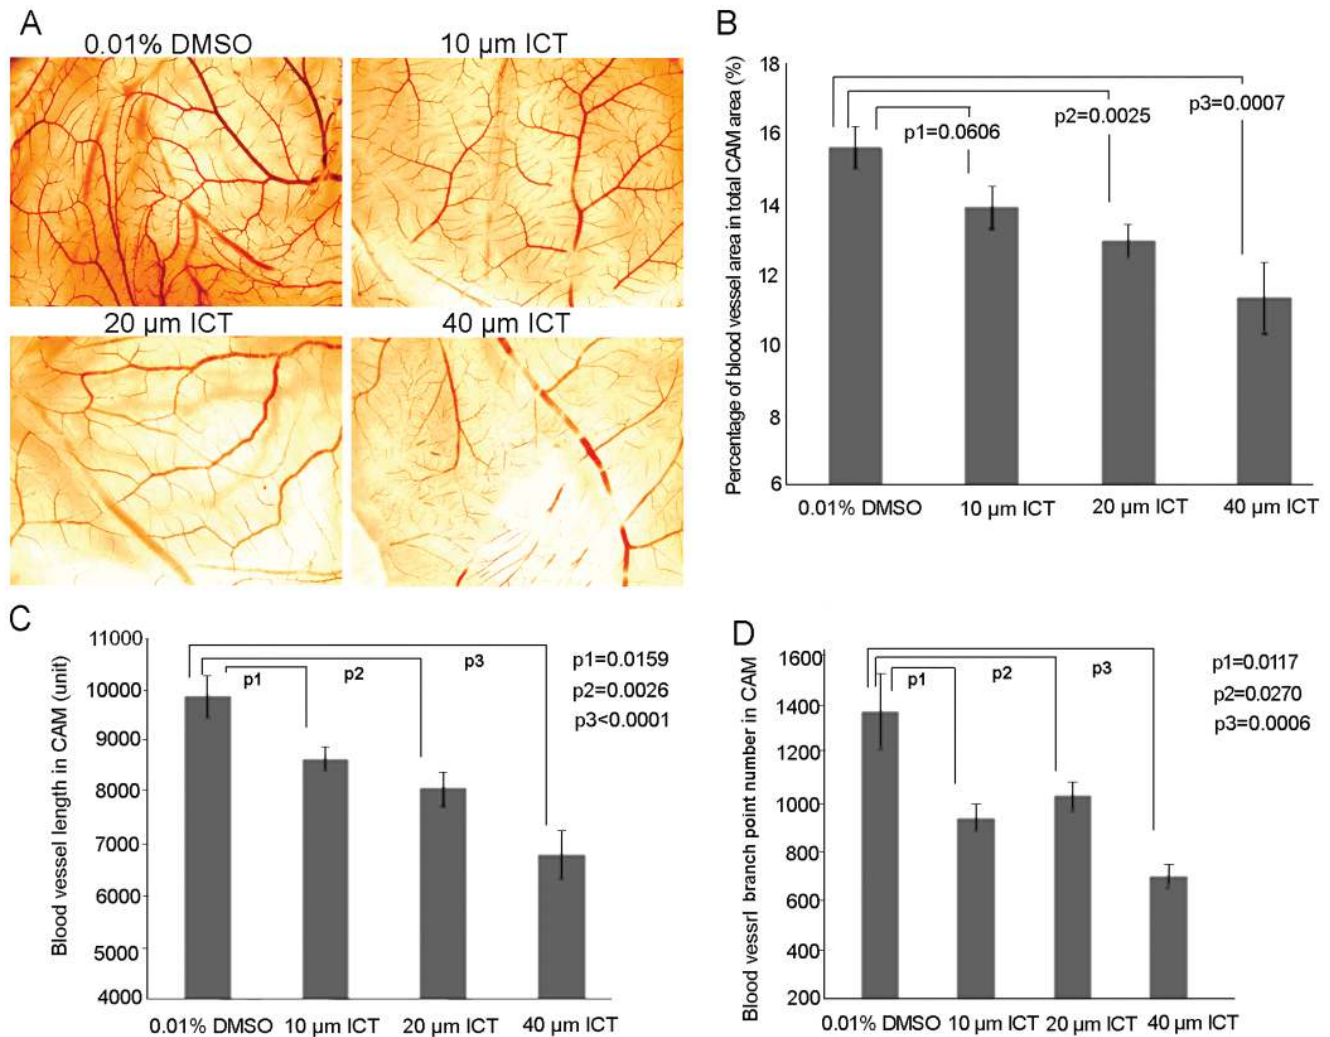 A
0.01% DMSO
10 µm ICT
20 µm ICT
40 µm ICT
B
Percentage of blood vessel area in total CAM area (%)
18
16
14
12
10
8
6
p1=0.0606
p2=0.0025
p3=0.0007
0.01% DMSO
10 µm ICT
20 µm ICT
40 µm ICT
C
Blood vessel length in CAM (unit)
11000
10000
9000
8000
7000
6000
5000
4000
p1
p2
p3
p1=0.0159
p2=0.0026
p3<0.0001
0.01% DMSO
10 µm ICT
20 µm ICT
40 µm ICT
D
Blood vessrl branch point number in CAM
1600
1400
1200
1000
800
600
400
200
p1
p2
p3
p1=0.0117
p2=0.0270
p3=0.0006
0.01% DMSO
10 µm ICT
20 µm ICT
40 µm ICT